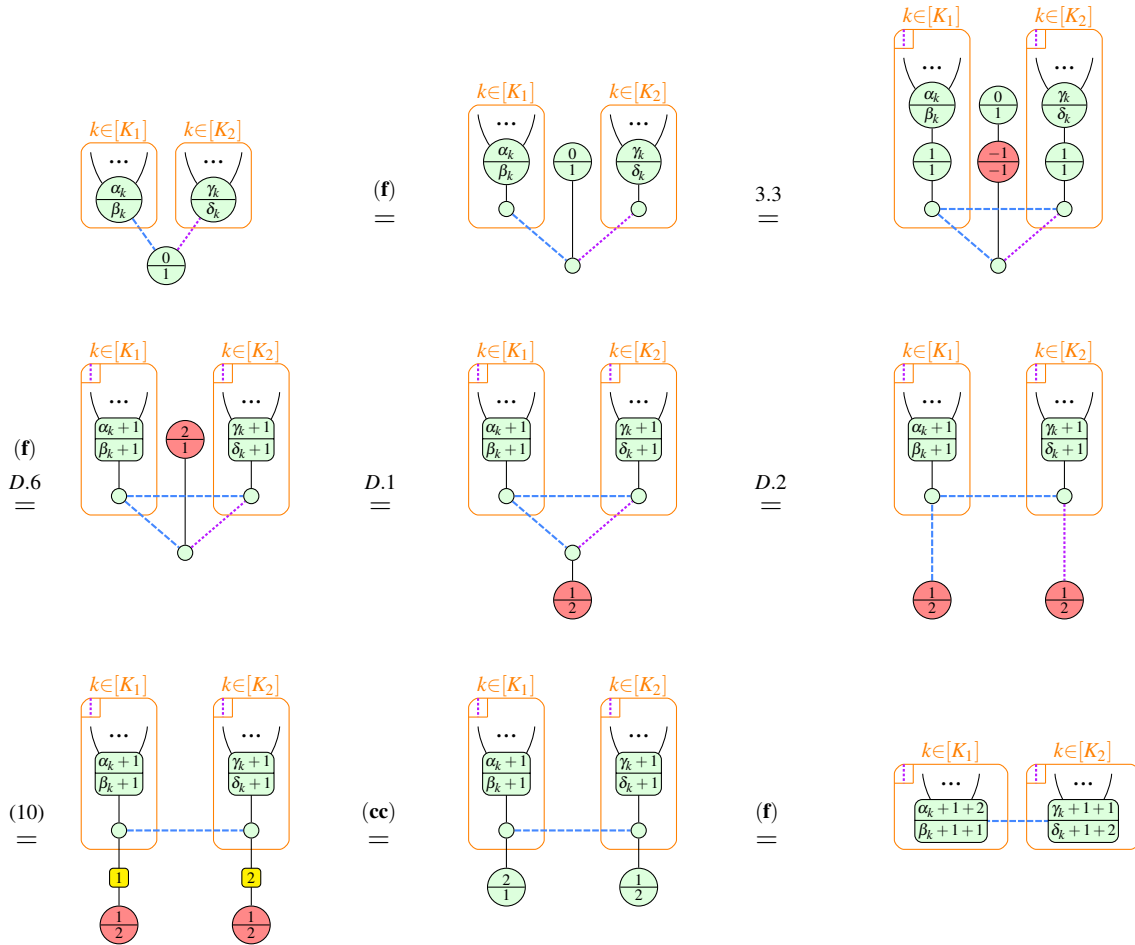 k∈[K₁] k∈[K₂]
... ...
α_k/β_k γ_k/δ_k
0/1
(f)
=
k∈[K₁] k∈[K₂]
... ...
α_k/β_k 0/1 γ_k/δ_k
3.3
=
k∈[K₁] k∈[K₂]
... ...
α_k/β_k 0/1 γ_k/δ_k
1/1 −1/−1 1/1
(f)
D.6
=
k∈[K₁] k∈[K₂]
... ...
α_k+1/β_k+1 2/1 γ_k+1/δ_k+1
D.1
=
k∈[K₁] k∈[K₂]
... ...
α_k+1/β_k+1 γ_k+1/δ_k+1
1/2
D.2
=
k∈[K₁] k∈[K₂]
... ...
α_k+1/β_k+1 γ_k+1/δ_k+1
1/2 1/2
(10)
=
k∈[K₁] k∈[K₂]
... ...
α_k+1/β_k+1 γ_k+1/δ_k+1
1 2
1/2 1/2
(cc)
=
k∈[K₁] k∈[K₂]
... ...
α_k+1/β_k+1 γ_k+1/δ_k+1
2/1 1/2
(f)
=
k∈[K₁] k∈[K₂]
... ...
α_k+1+2/β_k+1+1 γ_k+1+1/δ_k+1+2